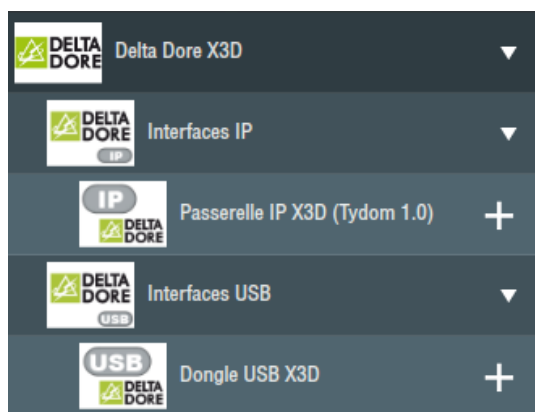 DELTA DORE Delta Dore X3D
DELTA DORE IP Interfaces IP
IP DELTA DORE Passerelle IP X3D (Tydom 1.0)
DELTA DORE USB Interfaces USB
USB DELTA DORE Dongle USB X3D